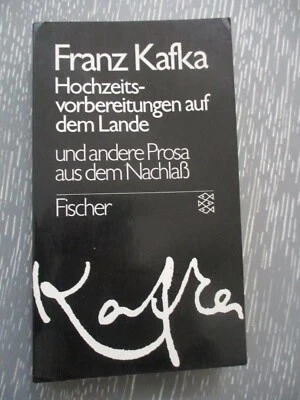 Franz Kafka
Hochzeits-
vorbereitungen auf
dem Lande
und andere Prosa
aus dem Nachlaß
Fischer
Kafka